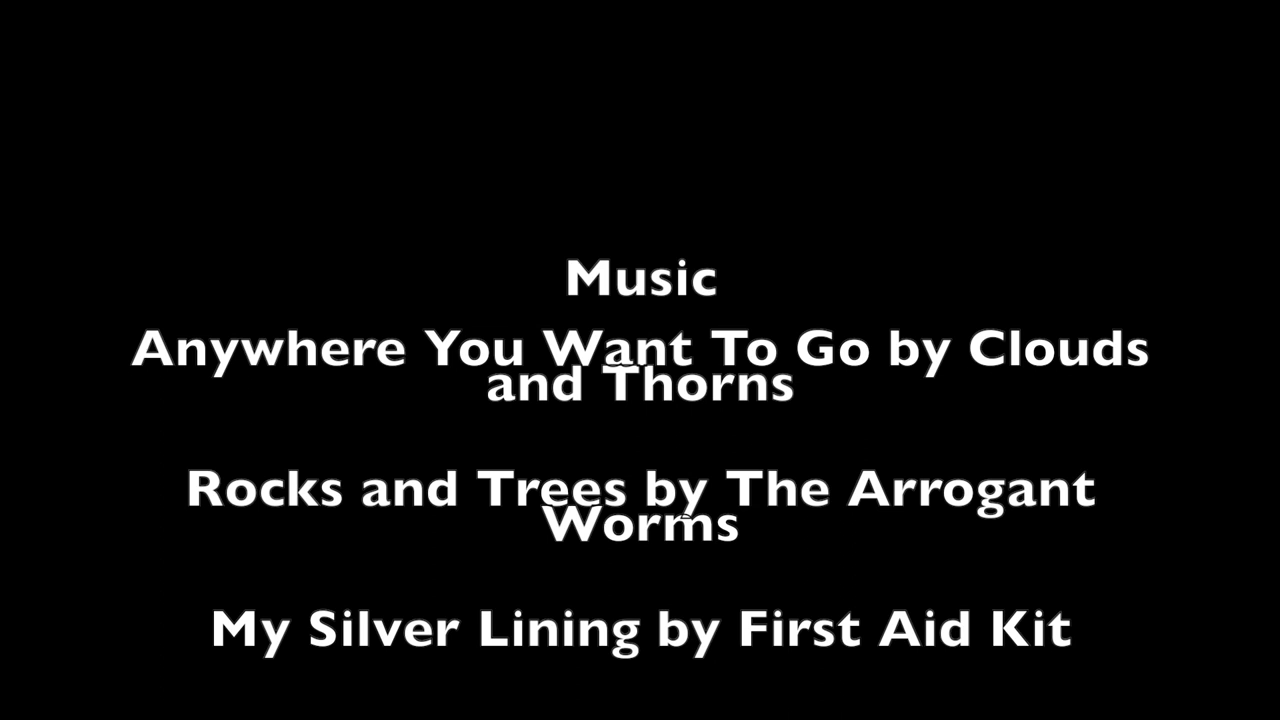 Music
Anywhere You Want To Go by Clouds
and Thorns
Rocks and Trees by The Arrogant
Worms
My Silver Lining by First Aid Kit